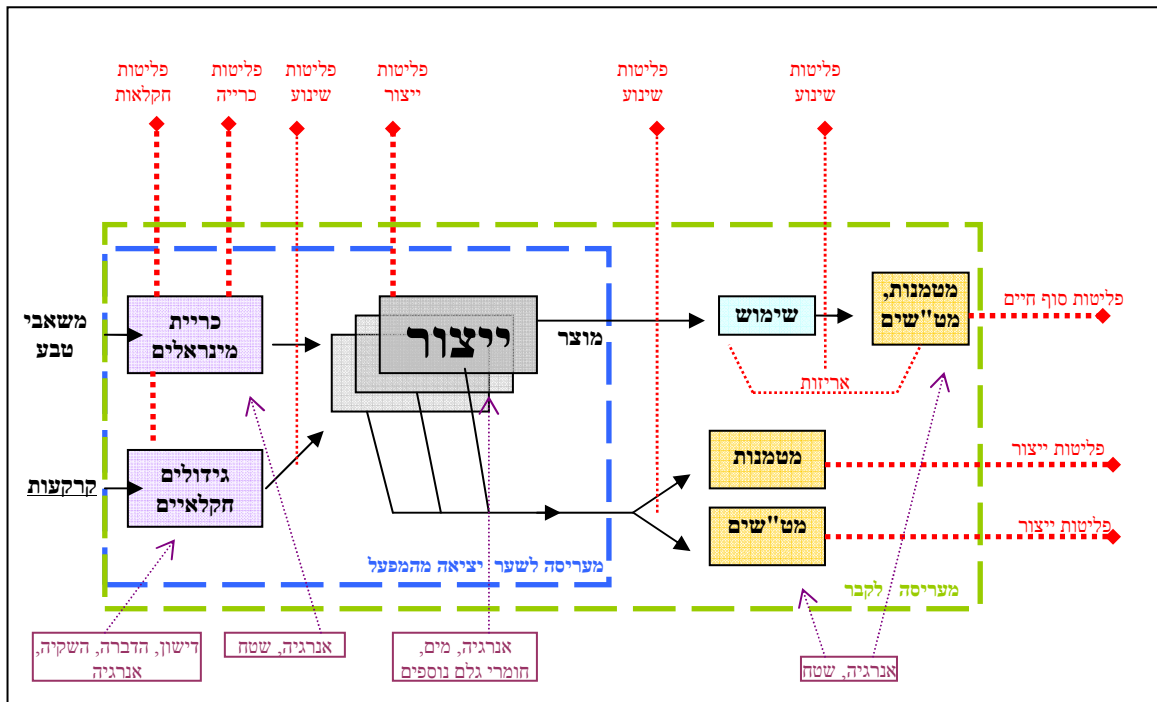 פליטות
חקלאות
פליטות
כרייה
פליטות
שינוע
פליטות
ייצור
פליטות
שינוע
פליטות
שינוע
משאבי
טבע
כריית
מינראלים
ייצור
מוצר
שימוש
מטמנות,
מט"שים
פליטות סוף חיים
אריזות
קרקעות
גידולים
חקלאיים
מטמנות
פליטות ייצור
מט"שים
פליטות ייצור
מעריסה לשער יציאה מהמפעל
מעריסה לקבר
דישון, הדברה, השקיה,
אנרגיה
אנרגיה, שטח
אנרגיה, מים,
חומרי גלם נוספים
אנרגיה, שטח